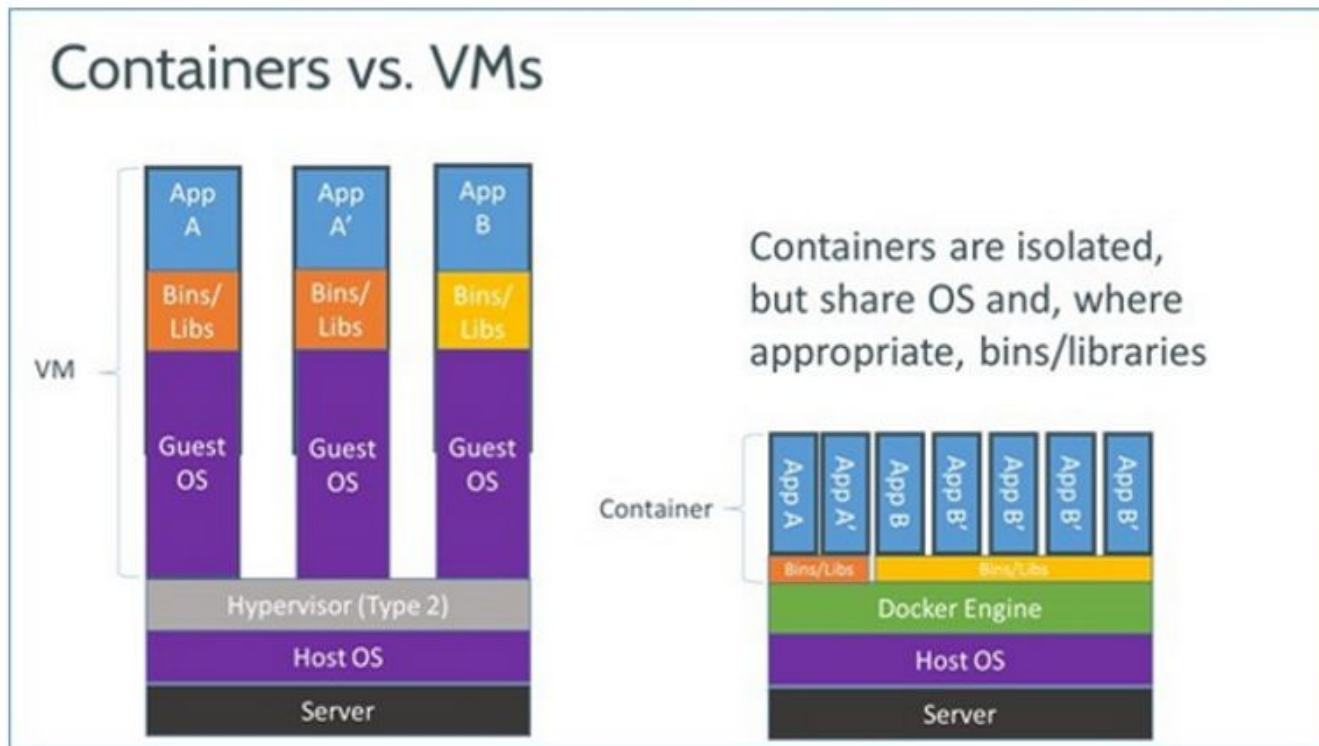 Containers vs. VMs
App
A
App
A'
App
B
Bins/
Libs
Bins/
Libs
Bins/
Libs
VM
Guest
OS
Guest
OS
Guest
OS
Hypervisor (Type 2)
Host OS
Server
Containers are isolated,
but share OS and, where
appropriate, bins/libraries
Container
App A
App A'
App B
App B'
App B'
App B'
App B'
Bins/Libs
Bins/Libs
Docker Engine
Host OS
Server